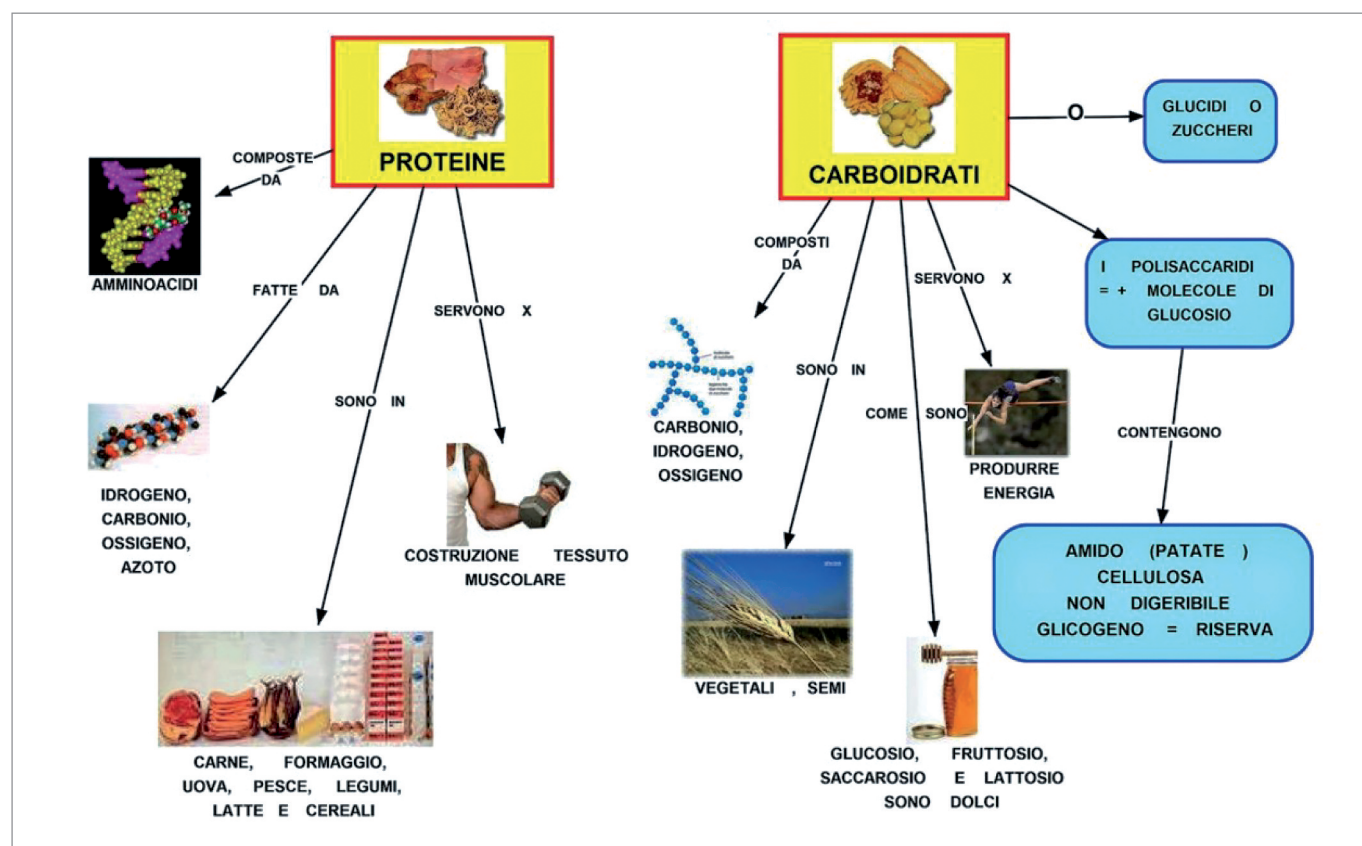 PROTEINE
COMPOSTE
DA
AMMINOACIDI
FATTE DA
IDROGENO,
CARBONIO,
OSSIGENO,
AZOTO
SONO IN
CARNE, FORMAGGIO,
UOVA, PESCE, LEGUMI,
LATTE E CEREALI
SERVONO X
COSTRUZIONE TESSUTO
MUSCOLARE
CARBOIDRATI
O
GLUCIDI O
ZUCCHERI
COMPOSTI
DA
CARBONIO,
IDROGENO,
OSSIGENO
SONO IN
VEGETALI , SEMI
COME SONO
GLUCOSIO, FRUTTOSIO,
SACCAROSIO E LATTOSIO
SONO DOLCI
SERVONO X
PRODURRE
ENERGIA
I POLISACCARIDI
= + MOLECOLE DI
GLUCOSIO
CONTENGONO
AMIDO (PATATE )
CELLULOSA
NON DIGERIBILE
GLICOGENO = RISERVA